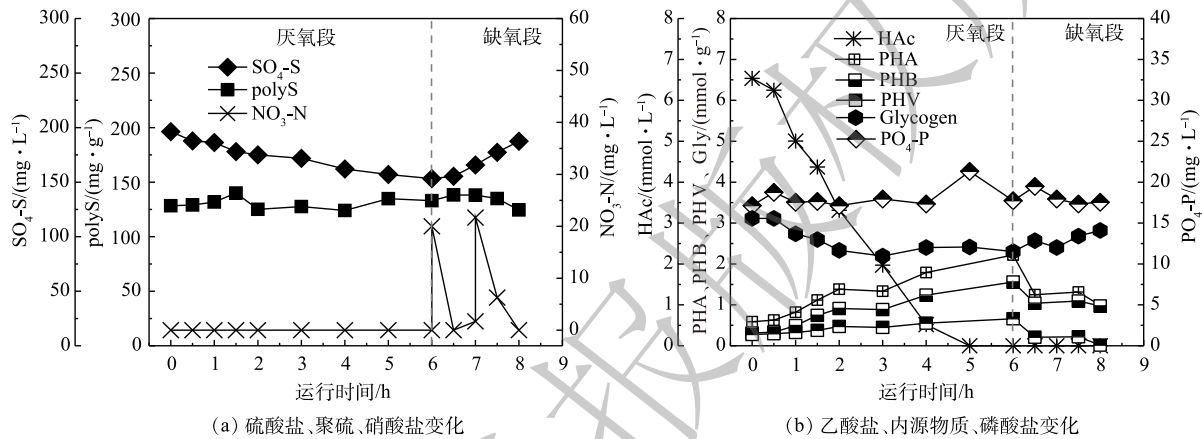 300
250
200
150
100
50
0
SO₄-S/(mg·L⁻¹)
300
250
200
150
100
50
0
polyS/(mg·g⁻¹)
厌氧段
缺氧段
SO₄-S
polyS
NO₃-N
60
50
40
30
20
10
0
NO₃-N/(mg·L⁻¹)
0 1 2 3 4 5 6 7 8 9
运行时间/h
(a) 硫酸盐、聚硫、硝酸盐变化
HAc/(mmol·L⁻¹)
PHA、PHB、PHV、Gly/(mmol·g⁻¹)
8
7
6
5
4
3
2
1
0
厌氧段
缺氧段
HAc
PHA
PHB
PHV
Glycogen
PO₄-P
40
35
30
25
20
15
10
5
0
PO₄-P/(mg·L⁻¹)
0 1 2 3 4 5 6 7 8 9
运行时间/h
(b) 乙酸盐、内源物质、磷酸盐变化